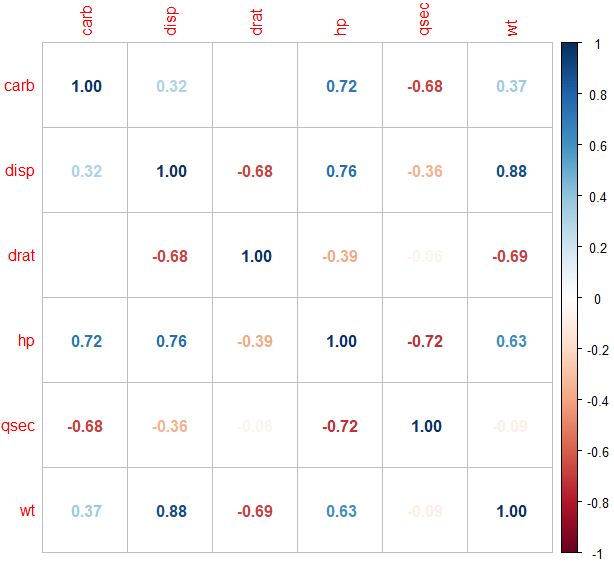 carb disp drat hp qsec wt
carb 1.00 0.32 0.72 -0.68 0.37
disp 0.32 1.00 -0.68 0.76 -0.36 0.88
drat -0.68 1.00 -0.39 -0.06 -0.69
hp 0.72 0.76 -0.39 1.00 -0.72 0.63
qsec -0.68 -0.36 -0.06 -0.72 1.00 -0.09
wt 0.37 0.88 -0.69 0.63 -0.09 1.00
1
0.8
0.6
0.4
0.2
0
-0.2
-0.4
-0.6
-0.8
-1